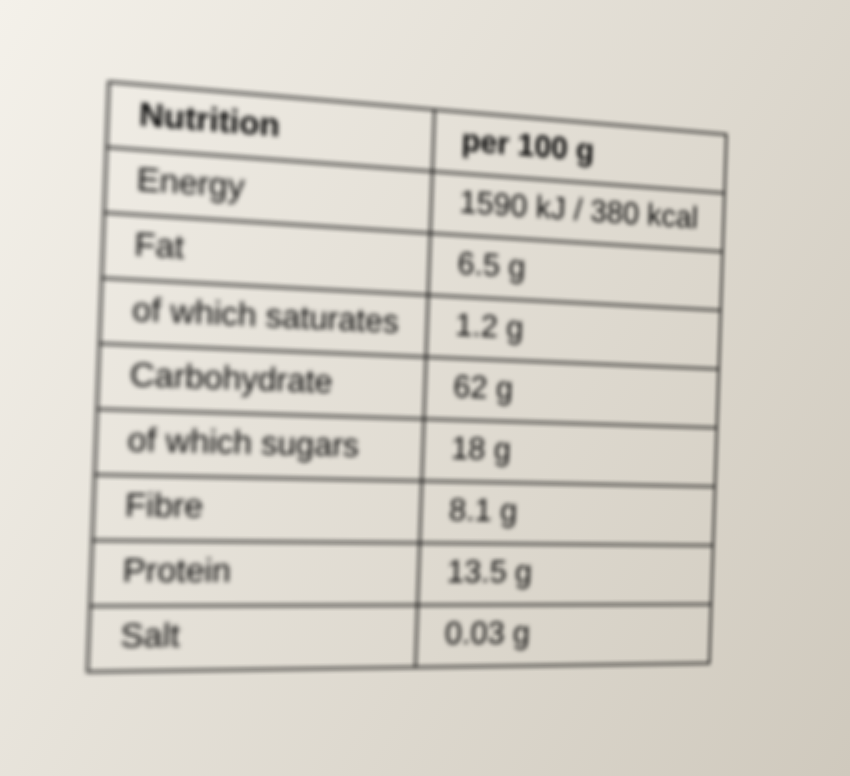 Nutrition per 100 g
Energy 1590 kJ / 380 kcal
Fat 6.5 g
of which saturates 1.2 g
Carbohydrate 62 g
of which sugars 18 g
Fibre 8.1 g
Protein 13.5 g
Salt 0.03 g